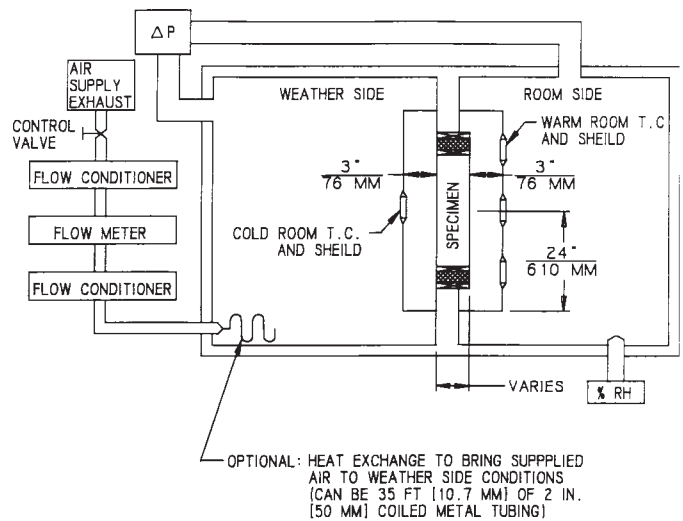 ΔP
AIR
SUPPLY
EXHAUST
WEATHER SIDE
ROOM SIDE
CONTROL
VALVE
WARM ROOM T.C
AND SHEILD
FLOW CONDITIONER
3"
76 MM
3"
76 MM
SPECIMEN
FLOW METER
COLD ROOM T.C.
AND SHEILD
24"
610 MM
FLOW CONDITIONER
VARIES
% RH
OPTIONAL: HEAT EXCHANGE TO BRING SUPPPLIED
AIR TO WEATHER SIDE CONDITIONS
(CAN BE 35 FT [10.7 MM] OF 2 IN.
[50 MM] COILED METAL TUBING)